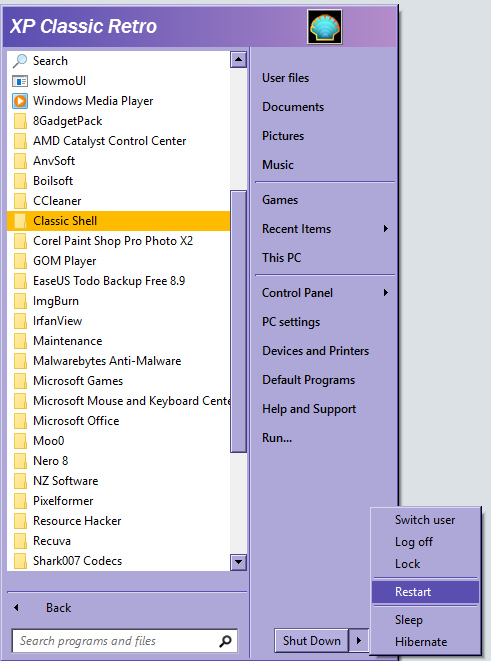 XP Classic Retro
Search
slowmoUI
Windows Media Player
8GadgetPack
AMD Catalyst Control Center
AnvSoft
Boilsoft
CCleaner
Classic Shell
Corel Paint Shop Pro Photo X2
GOM Player
EaseUS Todo Backup Free 8.9
ImgBurn
IrfanView
Maintenance
Malwarebytes Anti-Malware
Microsoft Games
Microsoft Mouse and Keyboard Cente
Microsoft Office
Moo0
Nero 8
NZ Software
Pixelformer
Resource Hacker
Recuva
Shark007 Codecs
Back
Search programs and files
User files
Documents
Pictures
Music
Games
Recent Items
This PC
Control Panel
PC settings
Devices and Printers
Default Programs
Help and Support
Run...
Shut Down
Switch user
Log off
Lock
Restart
Sleep
Hibernate